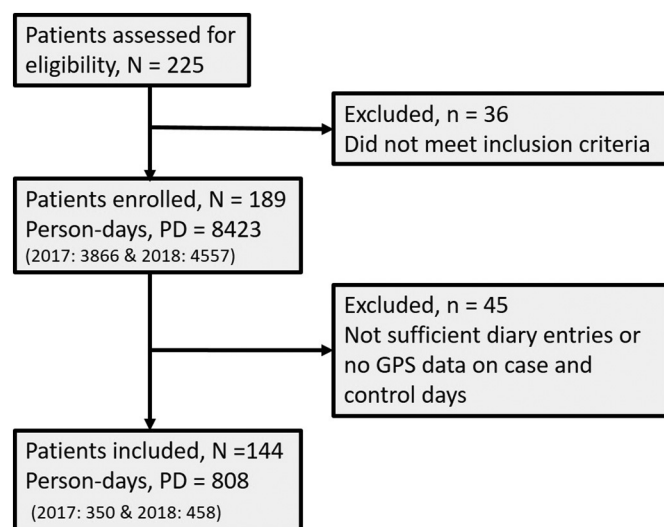 Patients assessed for
eligibility, N = 225
Excluded, n = 36
Did not meet inclusion criteria
Patients enrolled, N = 189
Person-days, PD = 8423
(2017: 3866 & 2018: 4557)
Excluded, n = 45
Not sufficient diary entries or
no GPS data on case and
control days
Patients included, N =144
Person-days, PD = 808
(2017: 350 & 2018: 458)